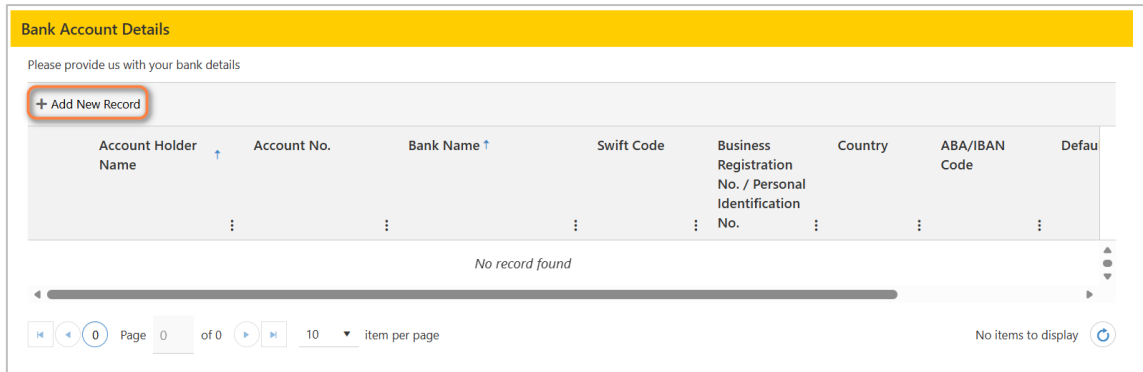 Bank Account Details
Please provide us with your bank details
+ Add New Record
Account Holder Name
Account No.
Bank Name
Swift Code
Business Registration No. / Personal Identification No.
Country
ABA/IBAN Code
Defau
No record found
0 Page 0 of 0 10 item per page No items to display